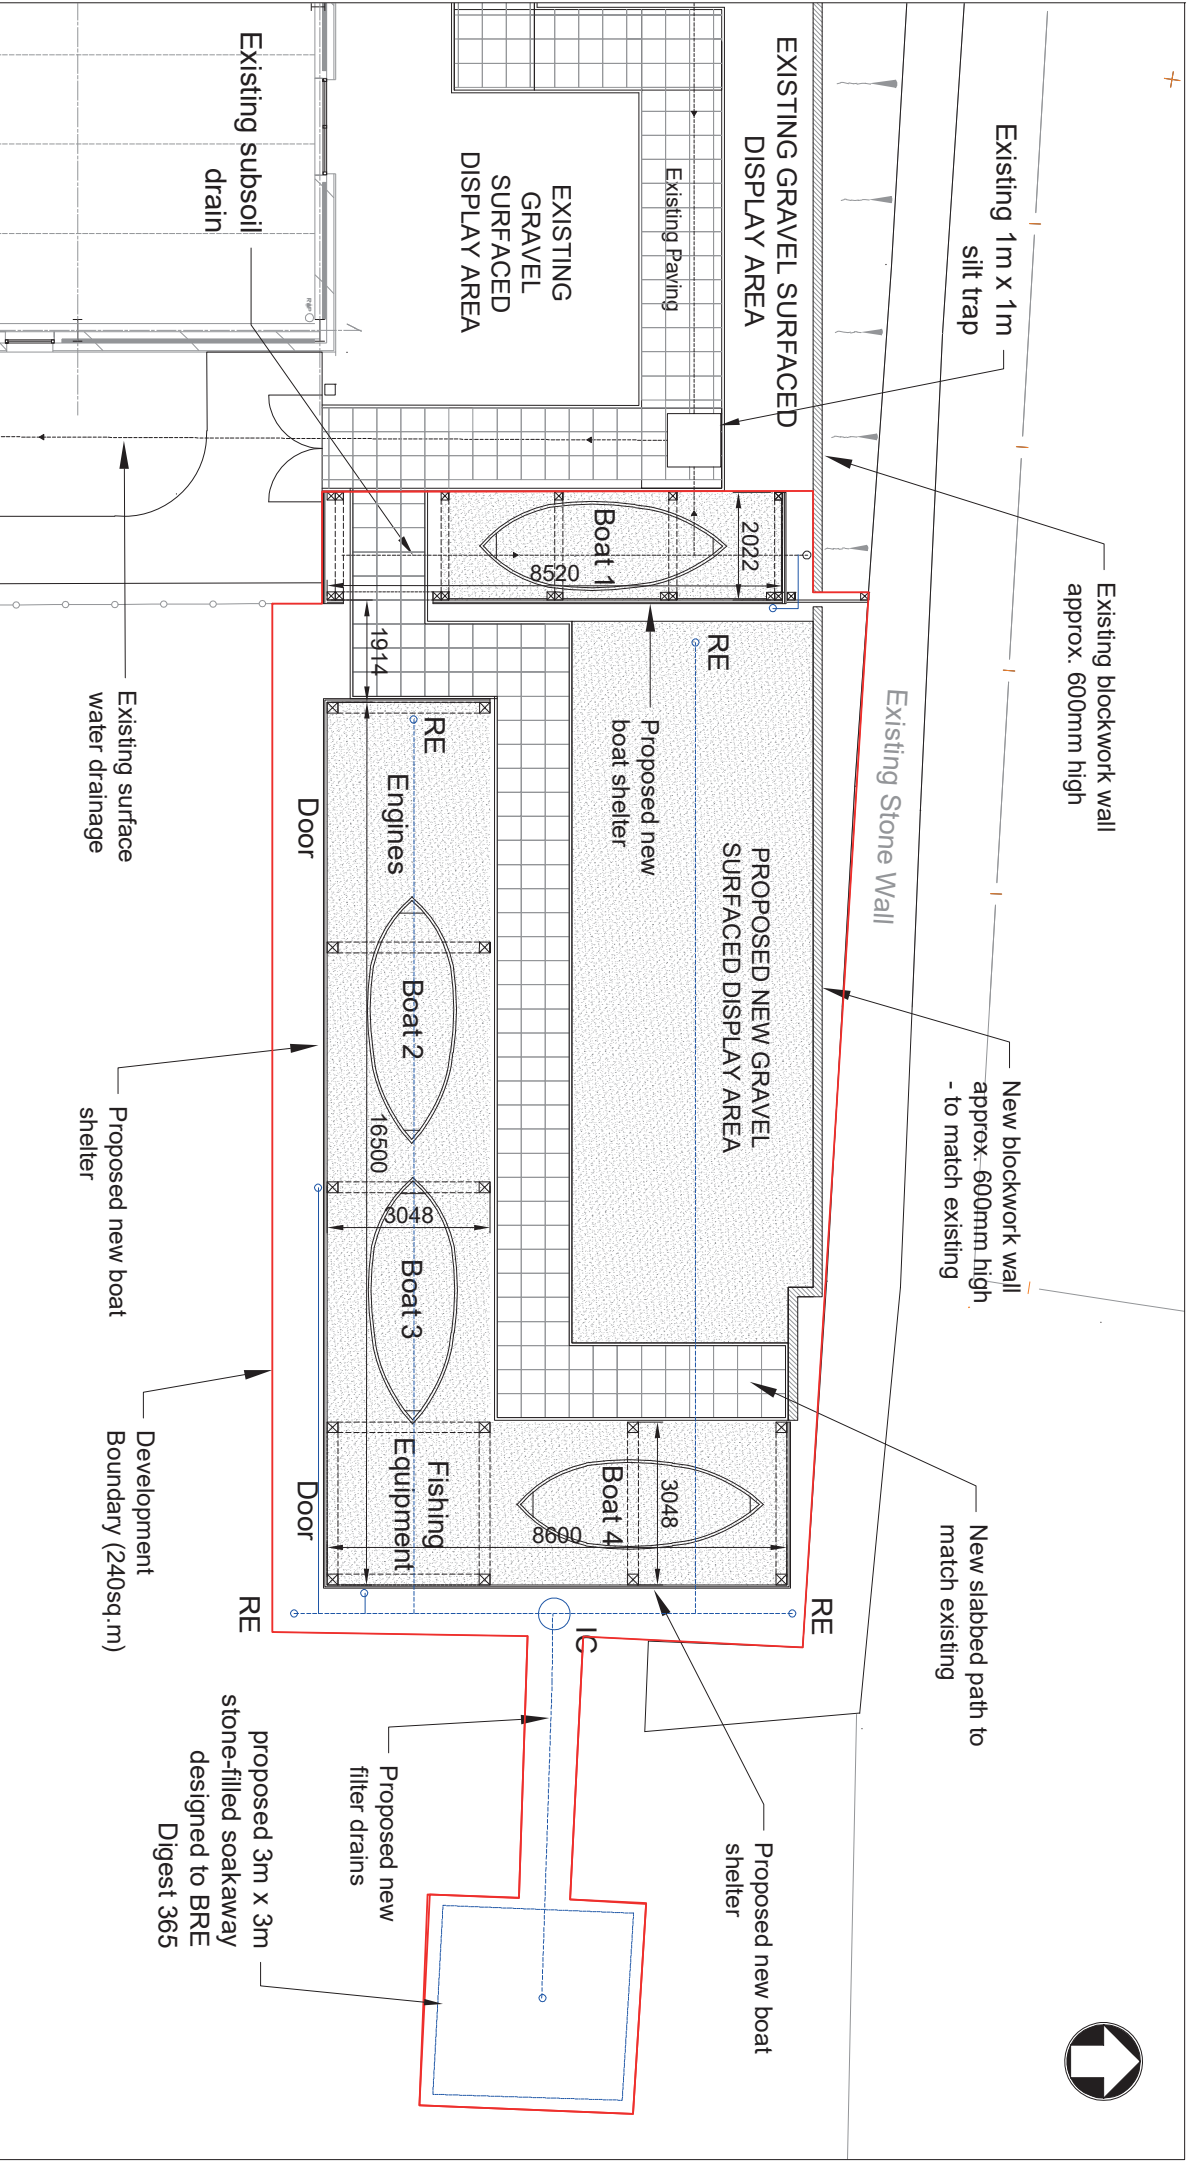 EXISTING GRAVEL SURFACED
DISPLAY AREA
Existing 1m x 1m
silt trap
Existing blockwork wall
approx. 600mm high
Existing Stone Wall
New blockwork wall
approx. 600mm high
- to match existing
New slabbed path to
match existing
Existing subsoil
drain
EXISTING
GRAVEL
SURFACED
DISPLAY AREA
Existing Paving
Boat 1
2022
8520
1914
RE
Proposed new
boat shelter
PROPOSED NEW GRAVEL
SURFACED DISPLAY AREA
RE
Engines
Boat 2
16500
3048
Boat 3
Fishing
Equipment
Boat 4
3048
8600
Door
Door
RE
RE
IC
Existing surface
water drainage
Proposed new boat
shelter
Development
Boundary (240sq.m)
Proposed new
filter drains
Proposed new boat
shelter
proposed 3m x 3m
stone-filled soakaway
designed to BRE
Digest 365